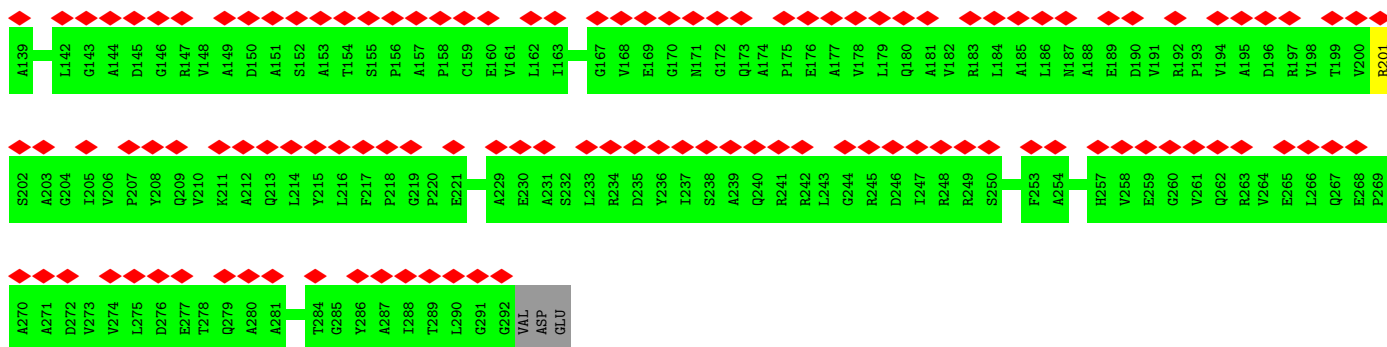 A139 L142 G143 A144 D145 G146 R147 V148 A149 D150 A151 S152 A153 T154 S155 P156 A157 P158 C159 E160 V161 L162 I163 G167 V168 E169 G170 N171 G172 Q173 A174 P175 E176 A177 V178 L179 Q180 A181 V182 R183 L184 A185 L186 N187 A188 E189 D190 V191 R192 P193 V194 A195 D196 R197 V198 T199 V200 R201
S202 A203 G204 I205 V206 P207 Y208 Q209 V210 K211 A212 Q213 L214 Y215 L216 F217 P218 G219 P220 E221 A229 E230 A231 S232 L233 R234 D235 Y236 I237 S238 A239 Q240 R241 R242 L243 G244 R245 D246 I247 R248 R249 S250 F253 A254 H257 V258 E259 G260 V261 Q262 R263 V264 E265 L266 Q267 E268 P269
A270 A271 D272 V273 V274 L275 D276 E277 T278 Q279 A280 A281 T284 G285 Y286 A287 I288 T289 L290 G291 G292 VAL ASP GLU